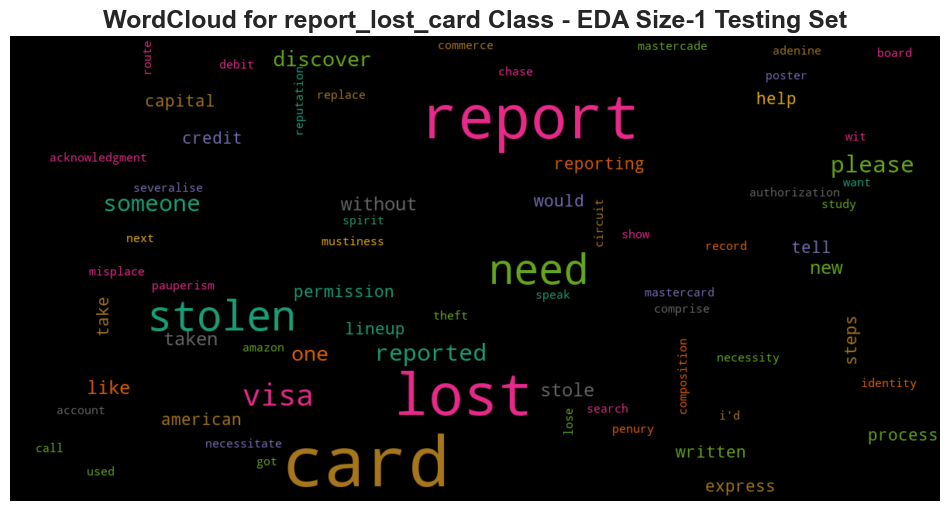 WordCloud for report_lost_card Class - EDA Size-1 Testing Set
route
commerce
mastercade
adenine
board
debit
discover
chase
poster
reputation
replace
capital
help
report
credit
wit
acknowledgment
reporting
please
severalise
want
authorization
someone
without
would
study
spirit
circuit
next
mustiness
show
record
tell
misplace
need
new
pauperism
permission
speak
mastercard
take
stolen
theft
comprise
lineup
steps
taken
amazon
one
reported
composition
necessity
like
visa
lost
stole
identity
account
search
american
lose
i'd
penury
process
call
necessitate
written
used
got
card
express